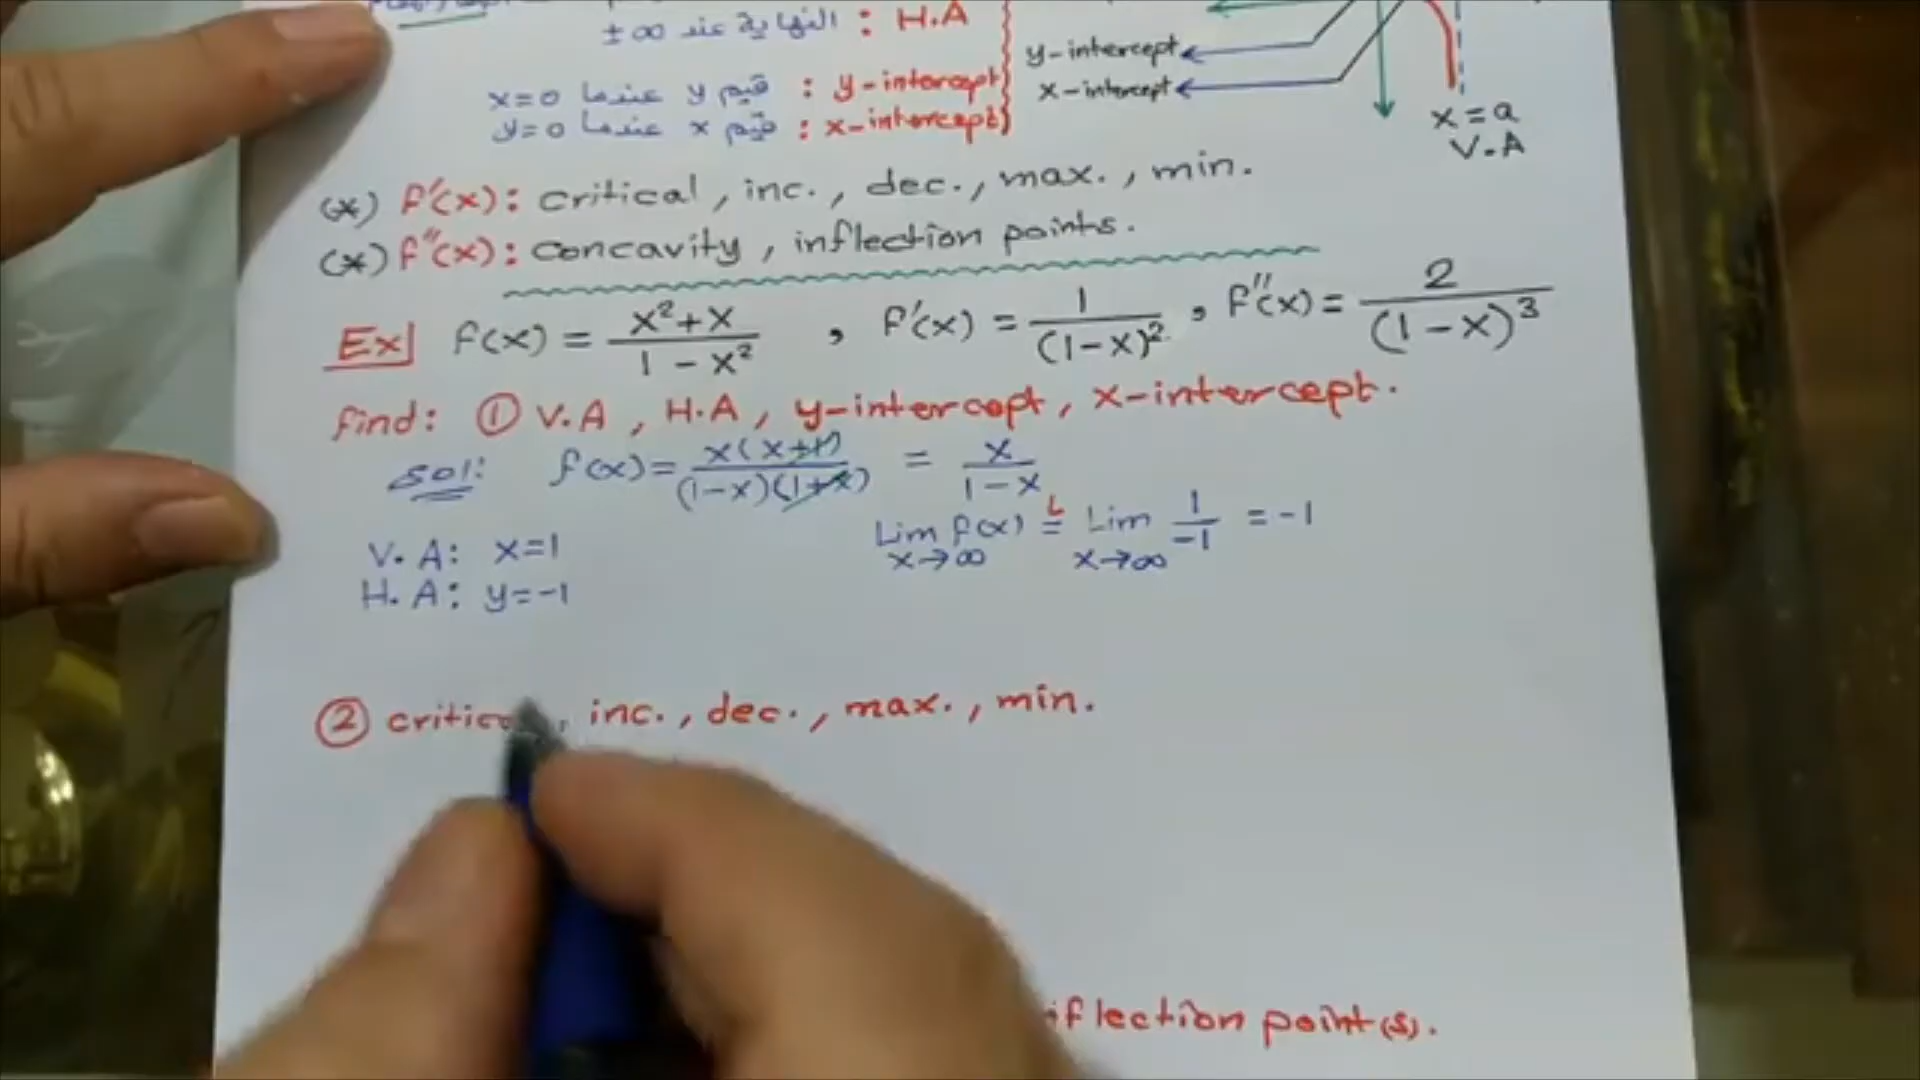 H.A : النهاية عند ±∞
y-intercept : قيم y عندما x=0
x-intercept : قيم x عندما y=0
y-intercept
x-intercept
x=a
V.A
(*) f'(x): critical, inc., dec., max., min.
(*) f''(x): concavity, inflection points.
Ex] f(x) = (x²+x)/(1-x²) , f'(x) = 1/(1-x)² , f''(x) = 2/(1-x)³
find: ① V.A, H.A, y-intercept, x-intercept.
sol: f(x) = x(x+1)/((1-x)(1+x)) = x/(1-x)
Lim x→∞ f(x) L= Lim x→∞ 1/-1 = -1
V.A: x=1
H.A: y=-1
② inc., dec., max., min.
point(s).